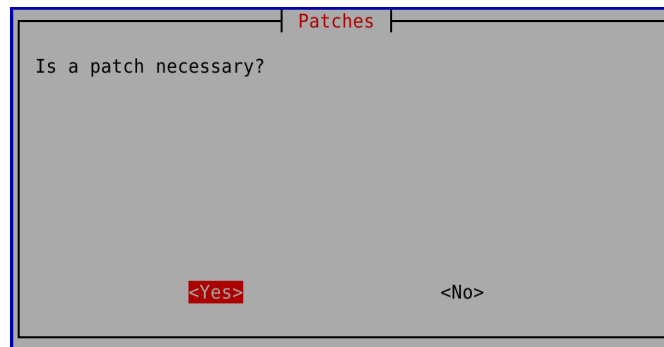 Patches
Is a patch necessary?
<Yes> <No>